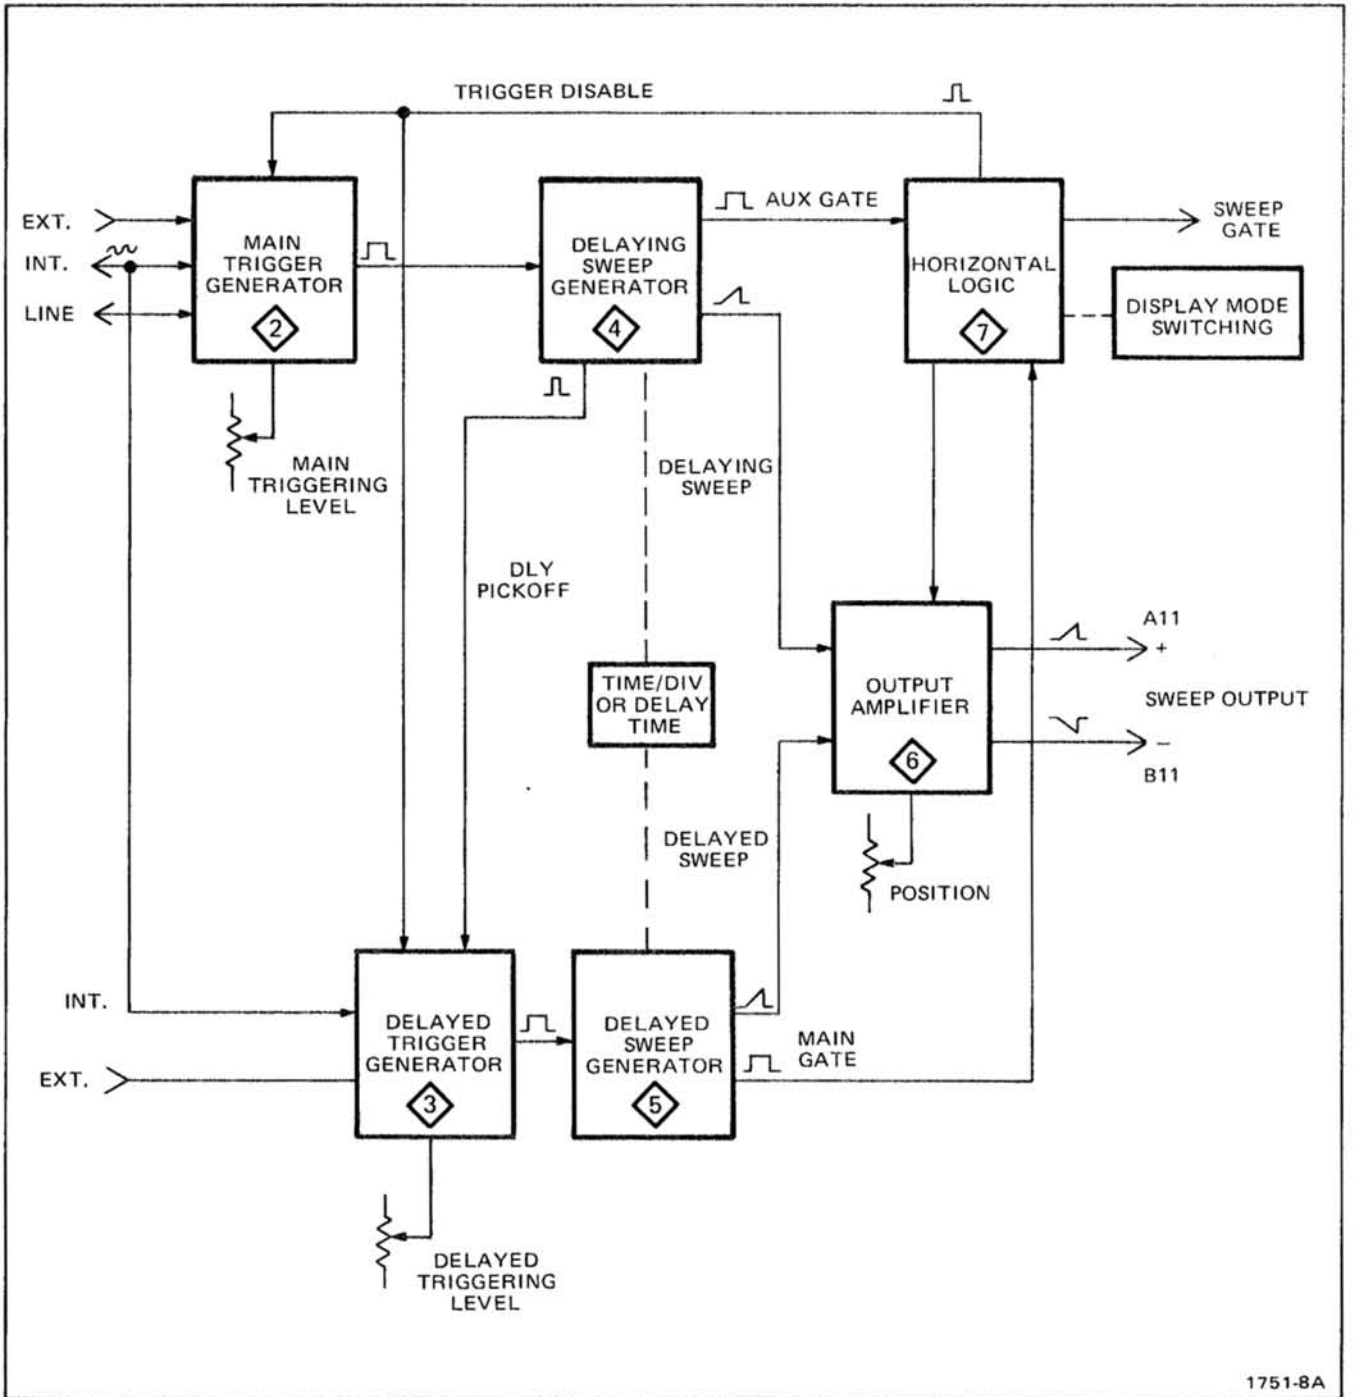 TRIGGER DISABLE
EXT.
INT.
LINE
MAIN
TRIGGER
GENERATOR
2
DELAYING
SWEEP
GENERATOR
4
AUX GATE
HORIZONTAL
LOGIC
7
SWEEP
GATE
DISPLAY MODE
SWITCHING
MAIN
TRIGGERING
LEVEL
DELAYING
SWEEP
DLY
PICKOFF
TIME/DIV
OR DELAY
TIME
OUTPUT
AMPLIFIER
6
A11
+
SWEEP OUTPUT
−
B11
DELAYED
SWEEP
POSITION
INT.
EXT.
DELAYED
TRIGGER
GENERATOR
3
DELAYED
SWEEP
GENERATOR
5
MAIN
GATE
DELAYED
TRIGGERING
LEVEL
1751-8A